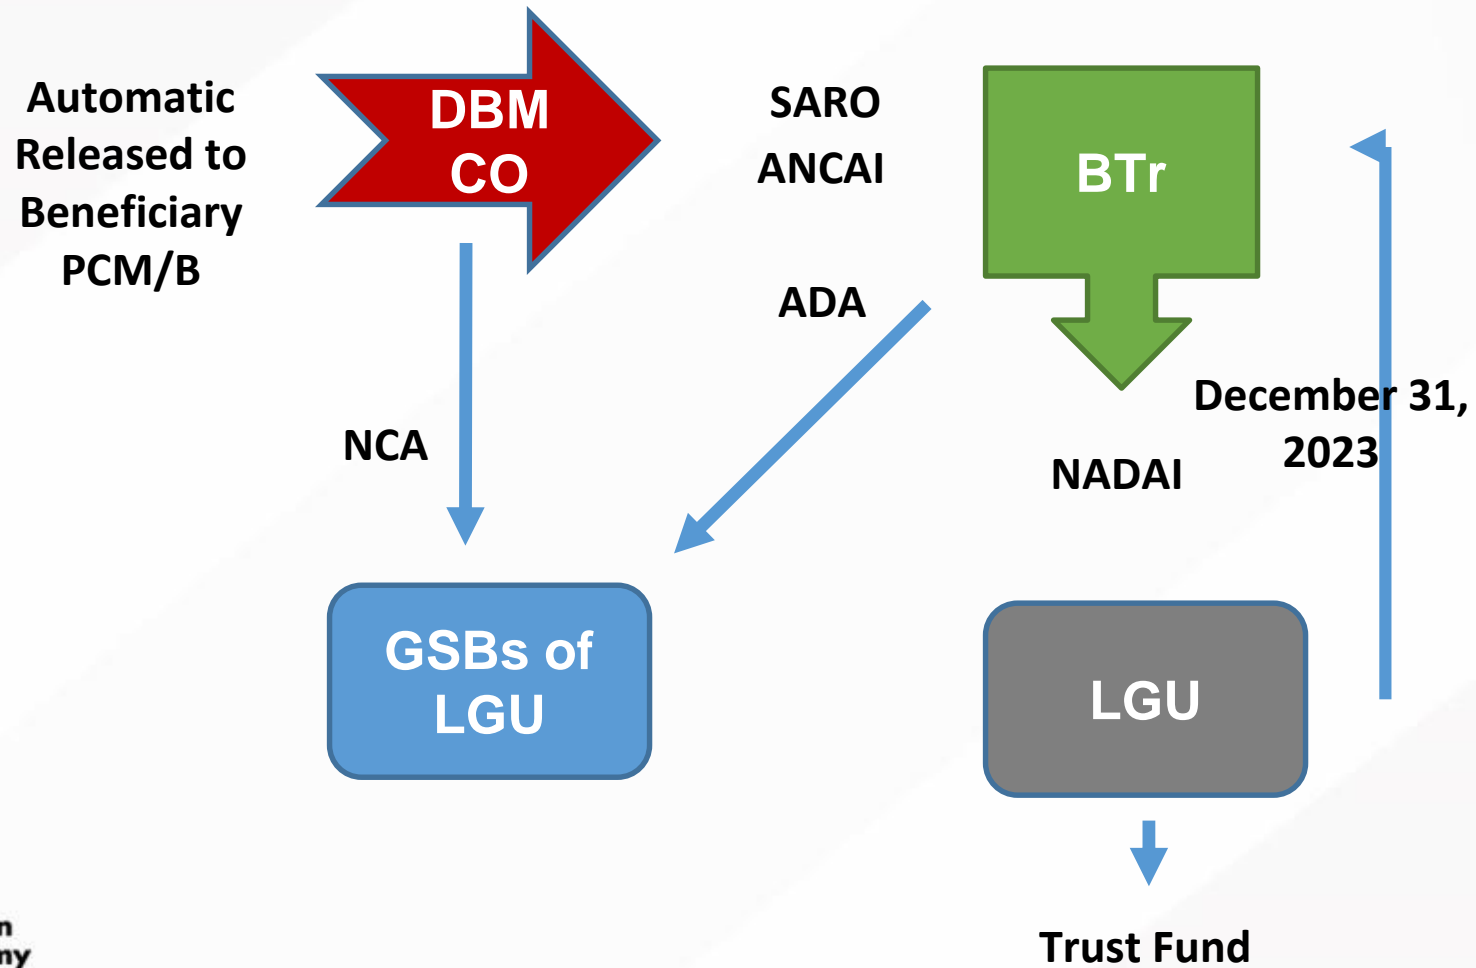 Automatic
Released to
Beneficiary
PCM/B
DBM
CO
SARO
ANCAI
BTr
ADA
NCA
NADAI
December 31,
2023
GSBs of
LGU
LGU
Trust Fund